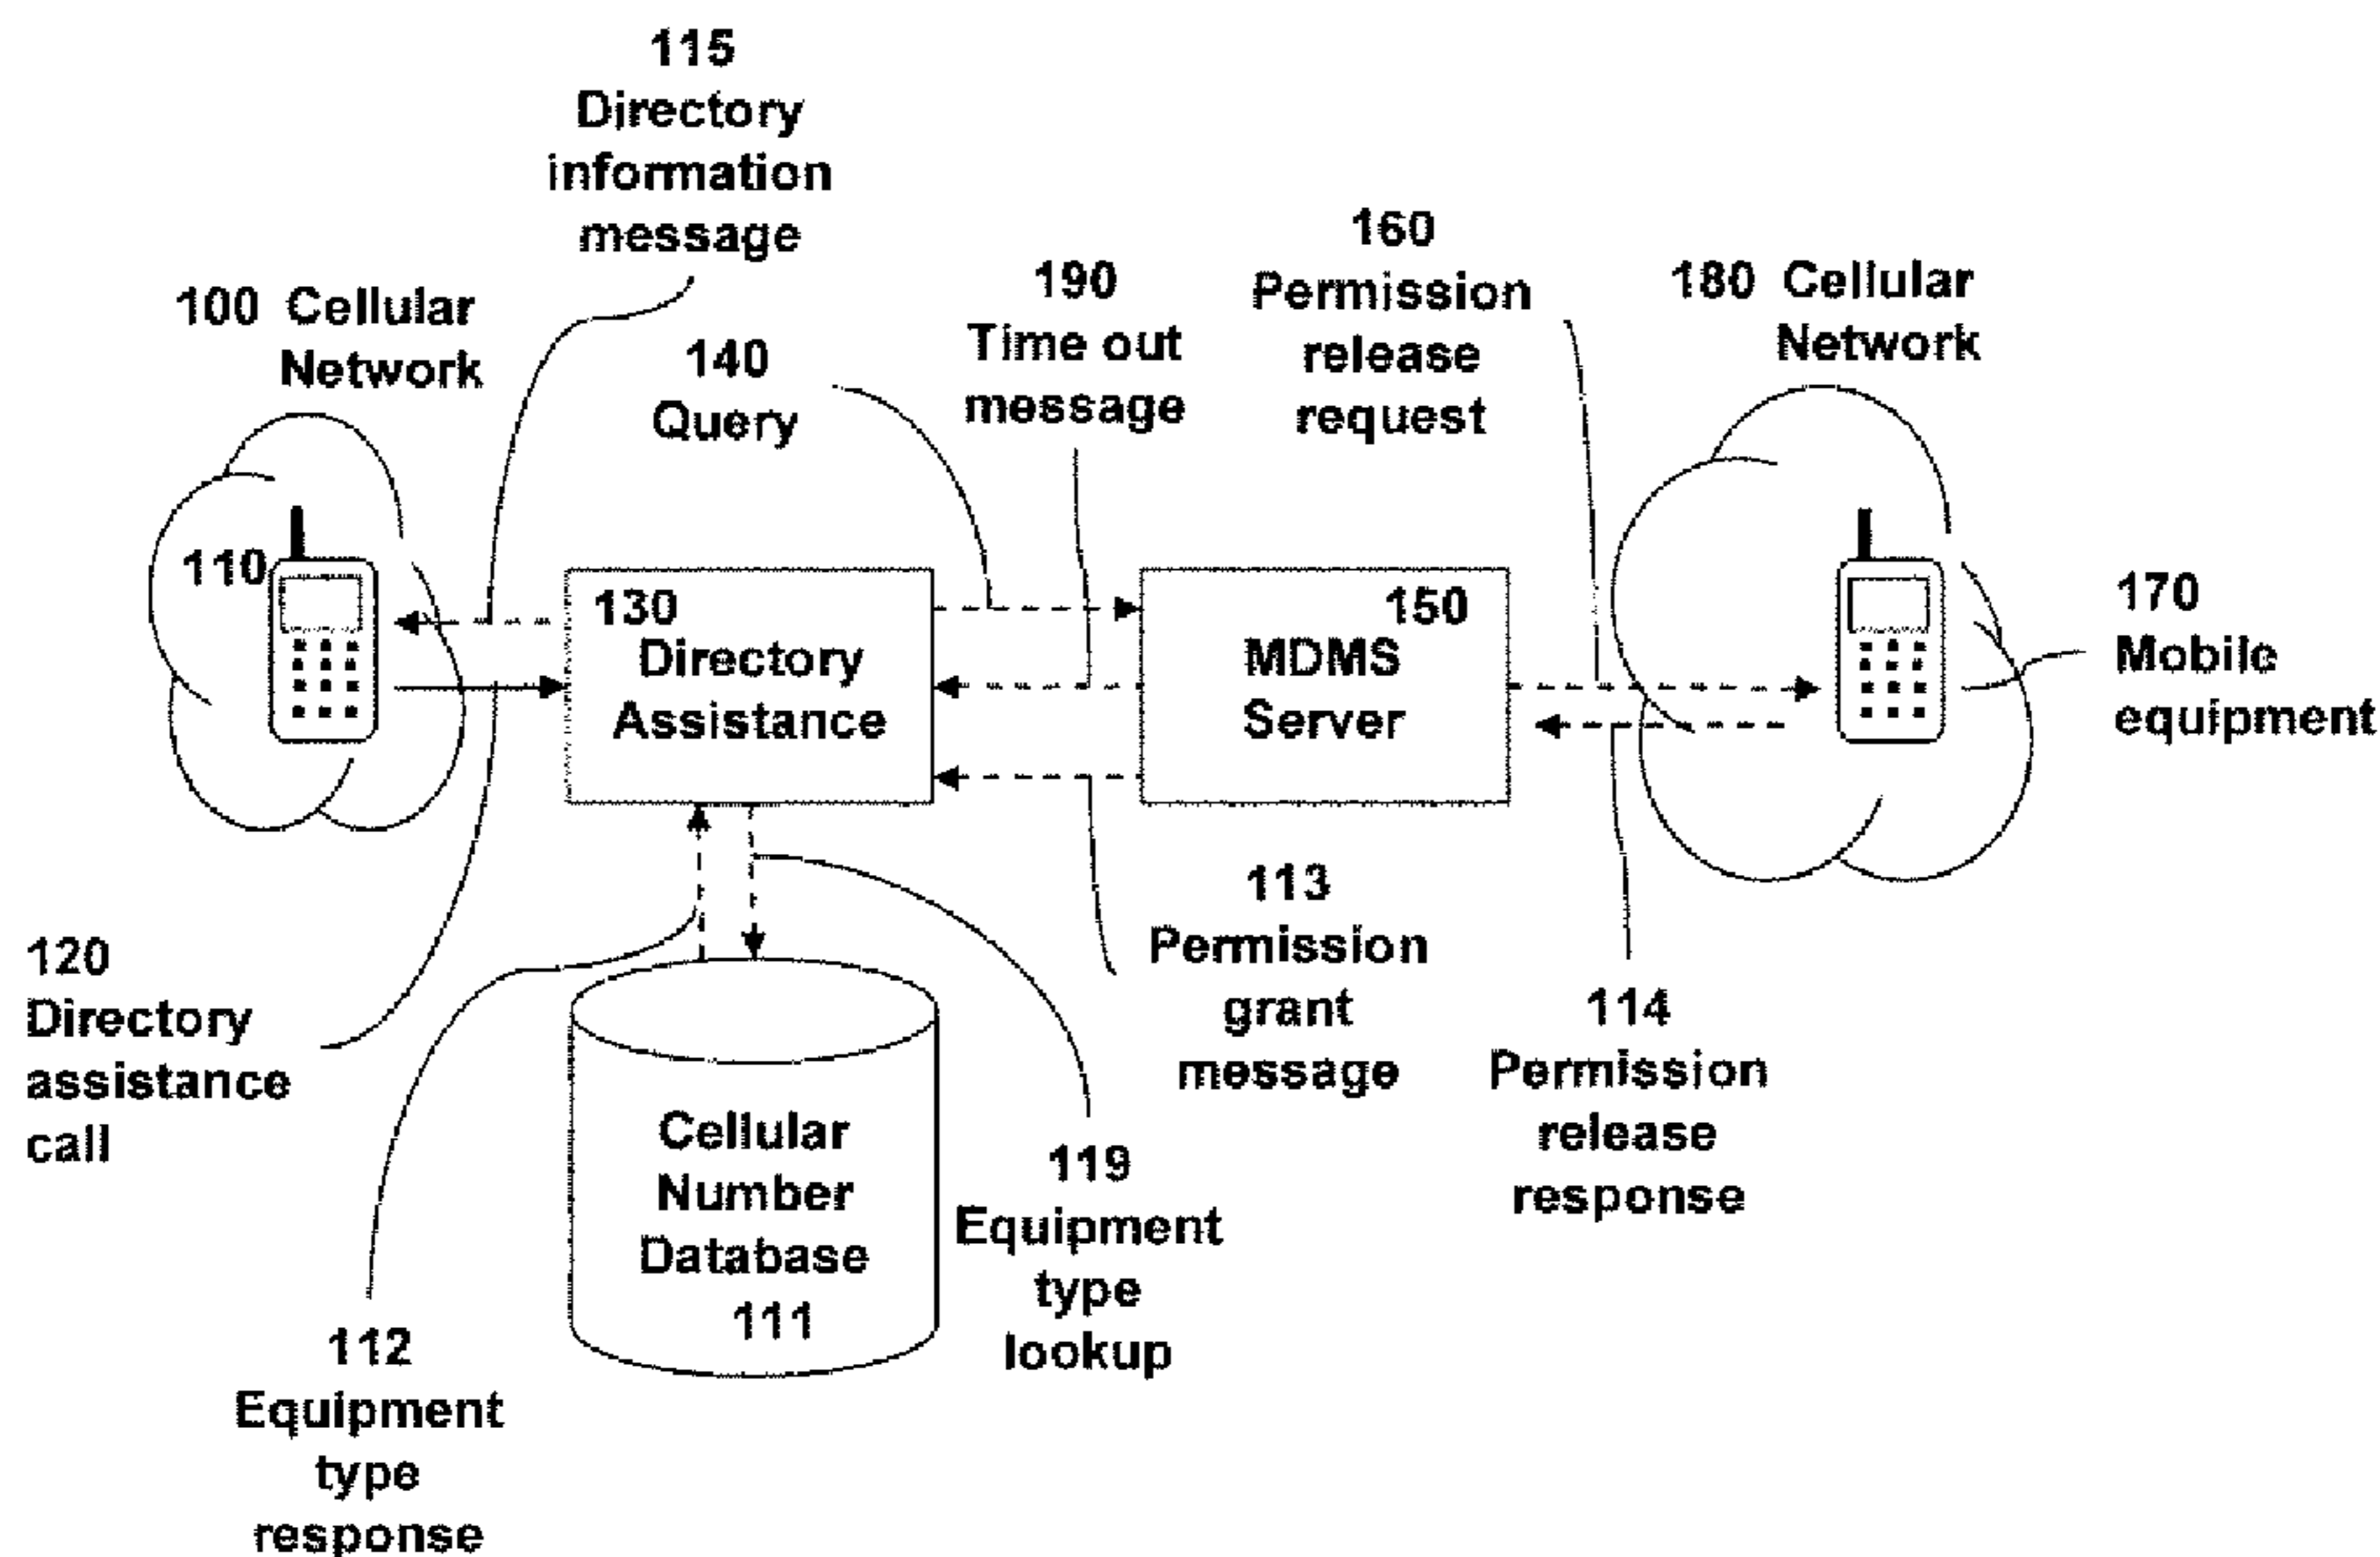 115
Directory
information
message
160
Permission
release
request
190
Time out
message
180 Cellular
Network
100 Cellular
Network
140
Query
110
130
Directory
Assistance
150
MDMS
Server
170
Mobile
equipment
120
Directory
assistance
call
113
Permission
grant
message
114
Permission
release
response
Cellular
Number
Database
111
119
Equipment
type
lookup
112
Equipment
type
response